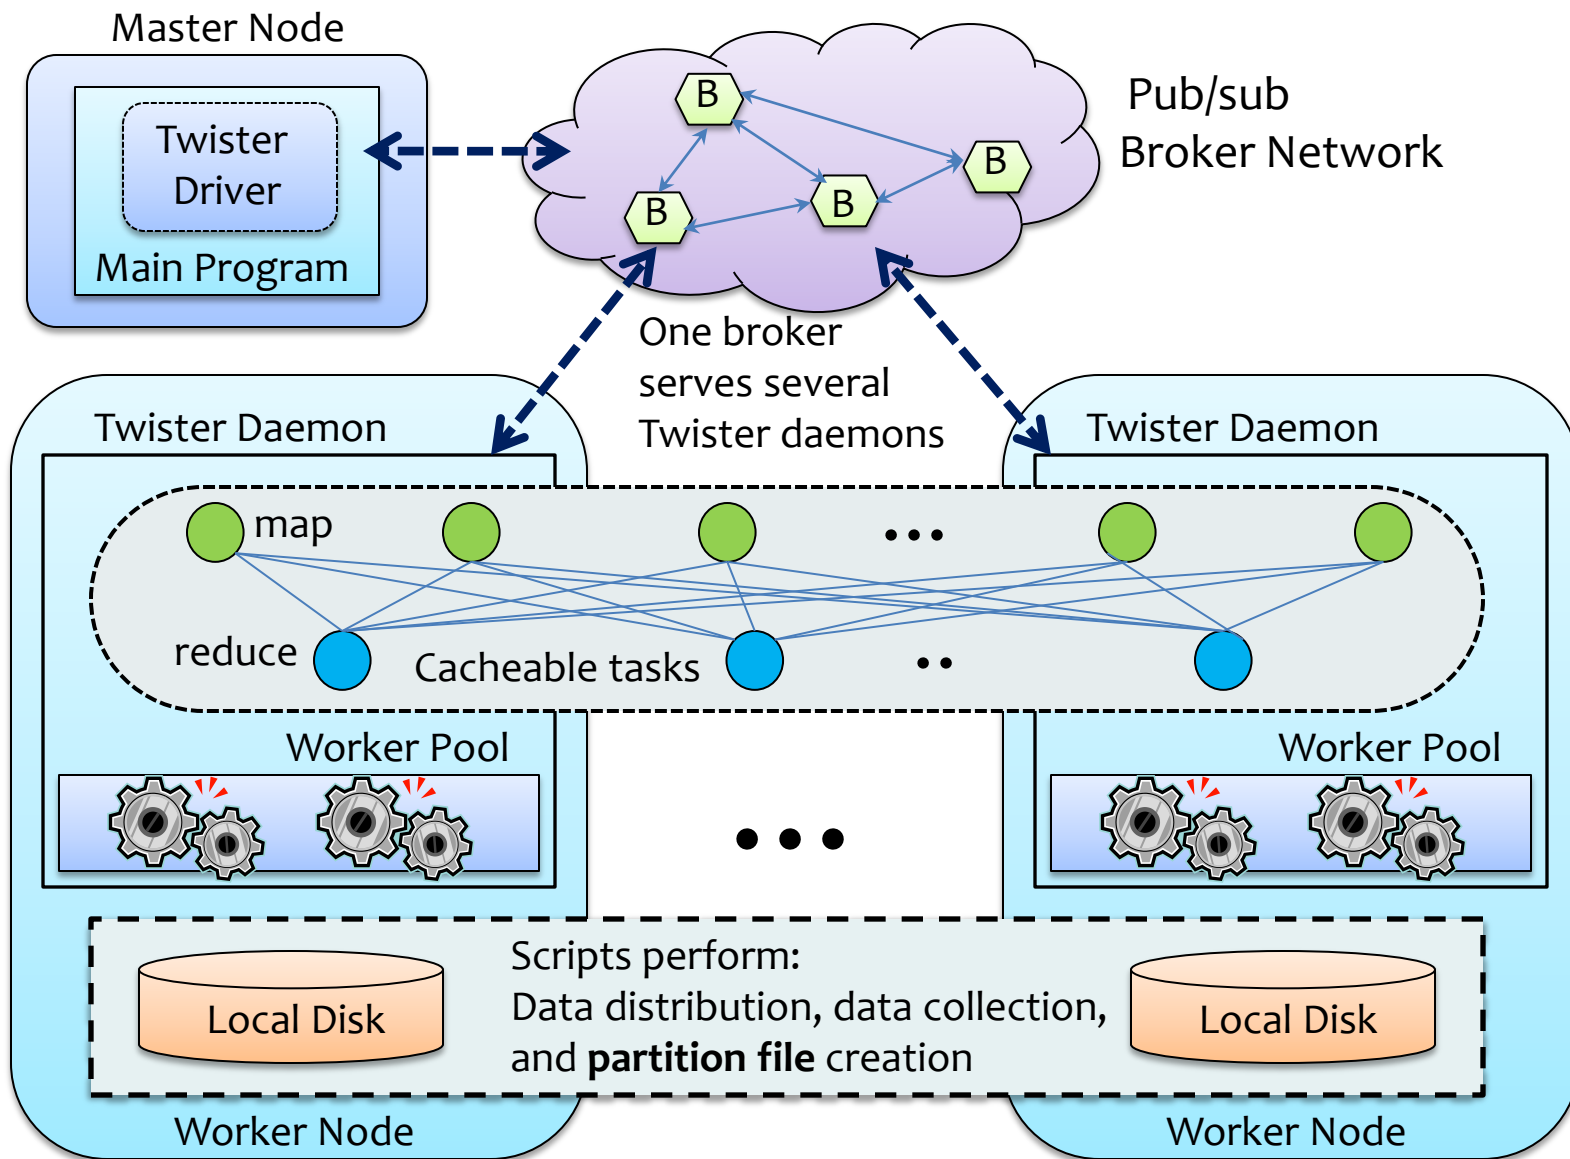 Master Node
Twister
Driver
Main Program
B
B
B
B
Pub/sub
Broker Network
One broker
serves several
Twister daemons
Twister Daemon
Twister Daemon
map
reduce
Cacheable tasks
Worker Pool
Worker Pool
Local Disk
Scripts perform:
Data distribution, data collection,
and partition file creation
Local Disk
Worker Node
Worker Node